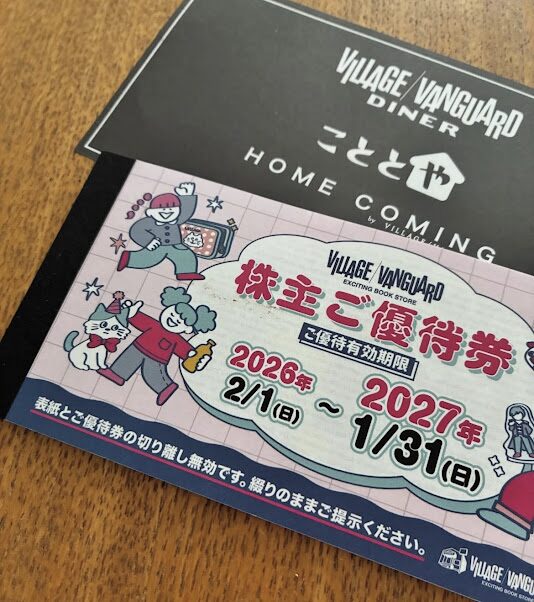 VILLAGE/VANGUARD
DINER
こととや
HOME COMING
by VILLAGE/
VILLAGE/VANGUARD
EXCITING BOOK STORE
株主ご優待券
ご優待有効期限
2026年
2/1(日)
~
2027年
1/31(日)
表紙とご優待券の切り離し無効です。綴りのままご提示ください。
VILLAGE/VANGUARD
EXCITING BOOK STORE